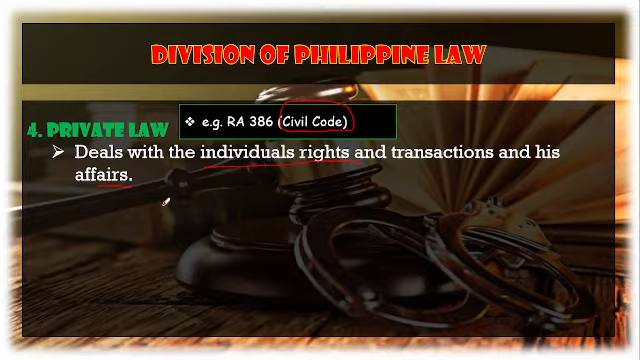 DIVISION OF PHILIPPINE LAW
4. PRIVATE LAW
❖ e.g. RA 386 (Civil Code)
➢ Deals with the individuals rights and transactions and his
affairs.